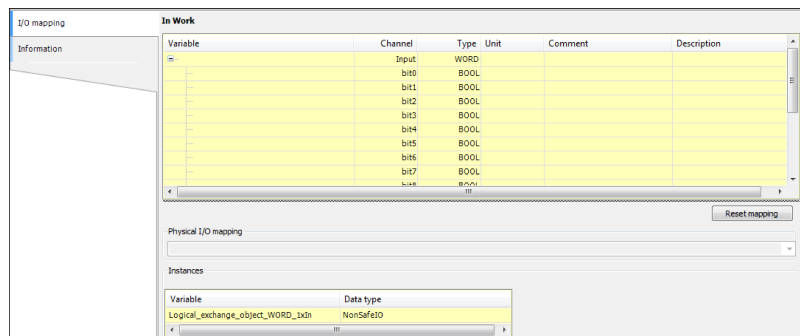 I/O mapping
Information
In Work
Variable Channel Type Unit Comment Description
Input WORD
bit0 BOOL
bit1 BOOL
bit2 BOOL
bit3 BOOL
bit4 BOOL
bit5 BOOL
bit6 BOOL
bit7 BOOL
bit8 BOOL
Reset mapping
Physical I/O mapping
Instances
Variable Data type
Logical_exchange_object_WORD_1xIn NonSafeIO